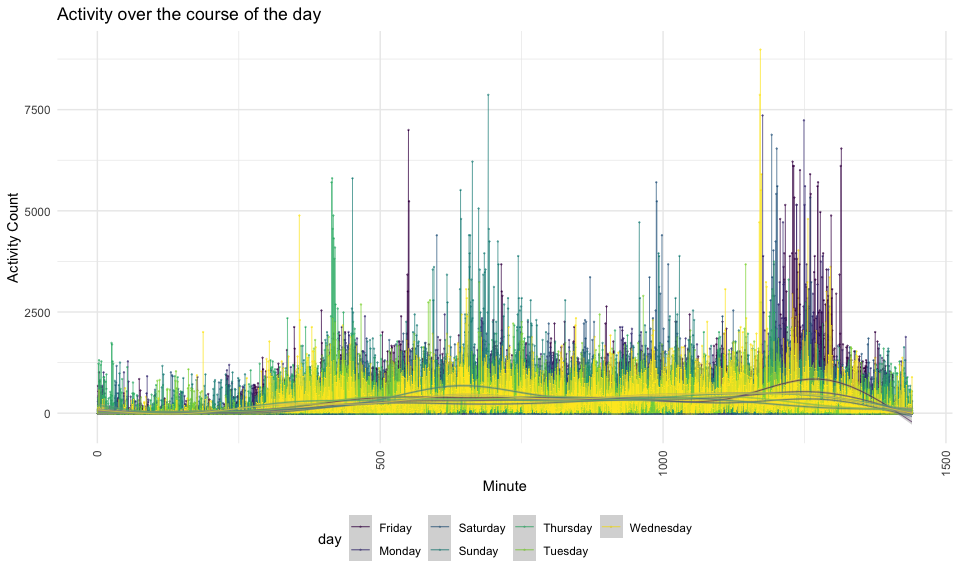 Activity over the course of the day
Activity Count
7500
5000
2500
0
0
500
1000
1500
Minute
day
Friday
Saturday
Thursday
Wednesday
Monday
Sunday
Tuesday